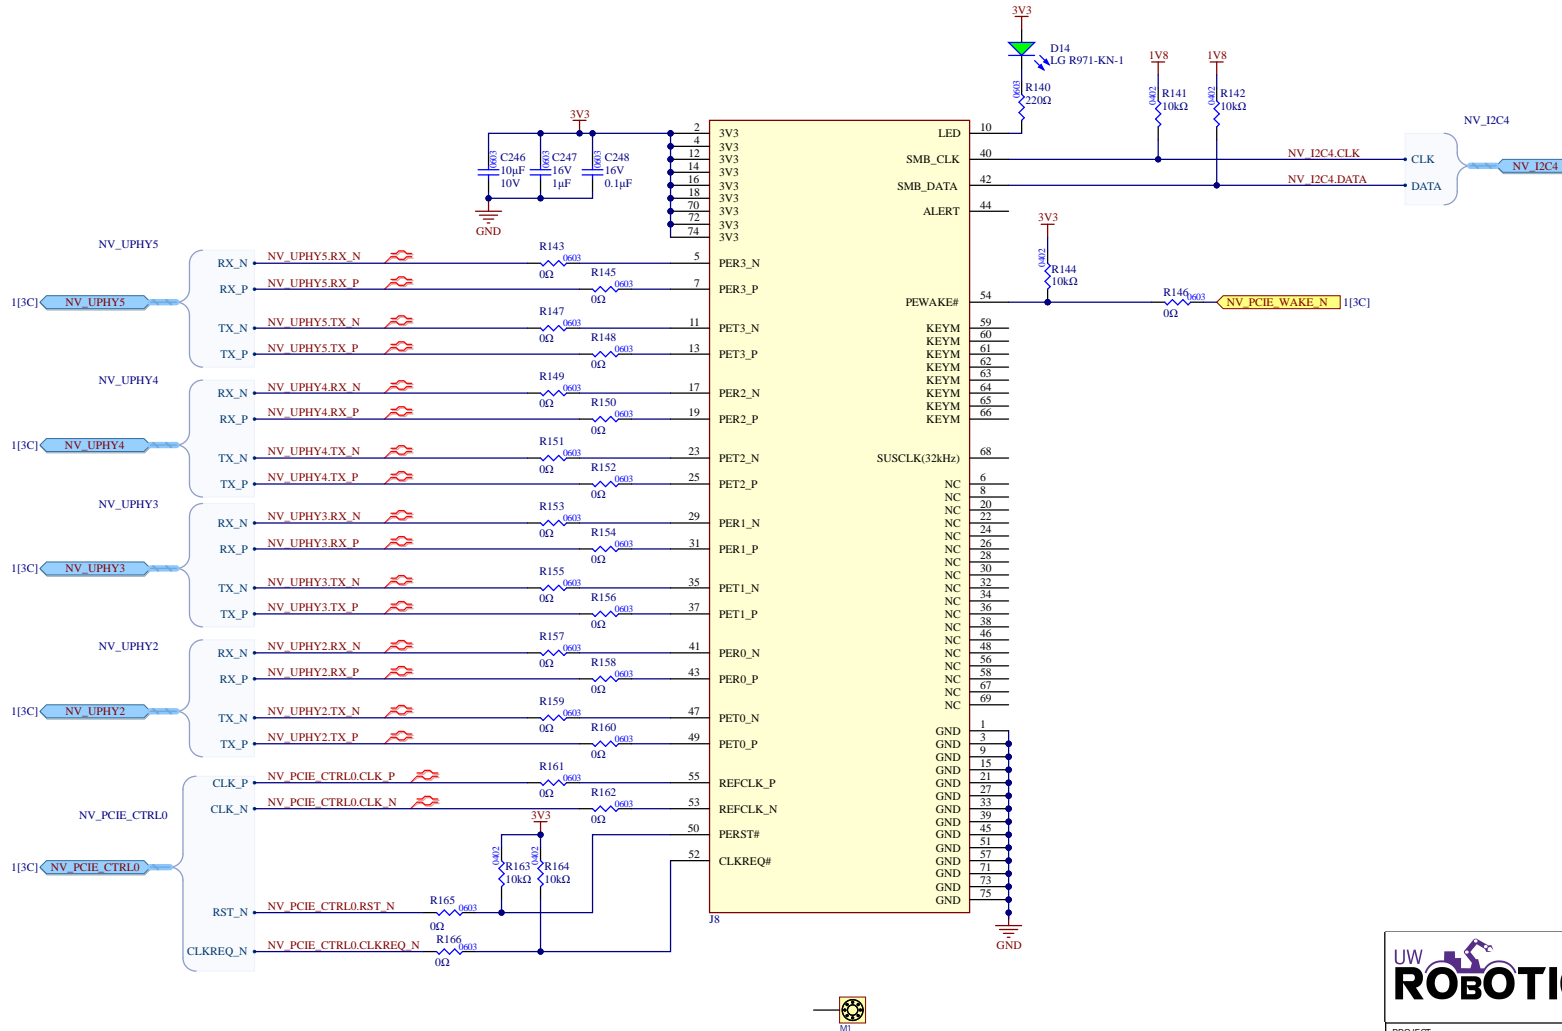 3V3
D14
LG R971-KN-1
0603
R140
220Ω
1V8
1V8
0402
R141
10kΩ
0402
R142
10kΩ
NV_I2C4
3V3
0603
C246
10μF
10V
0603
C247
16V
1μF
0603
C248
16V
0.1μF
GND
2 3V3
4 3V3
12 3V3
14 3V3
16 3V3
18 3V3
70 3V3
72 3V3
74 3V3
LED 10
SMB_CLK 40 NV_I2C4.CLK CLK
NV_I2C4
SMB_DATA 42 NV_I2C4.DATA DATA
ALERT 44
3V3
0402
R144
10kΩ
PEWAKE# 54
R146 0603
0Ω
NV_PCIE_WAKE_N 1[3C]
KEYM 59
KEYM 60
KEYM 61
KEYM 62
KEYM 63
KEYM 64
KEYM 65
KEYM 66
SUSCLK(32kHz) 68
NC 6
NC 8
NC 20
NC 22
NC 24
NC 26
NC 28
NC 30
NC 32
NC 34
NC 36
NC 38
NC 46
NC 48
NC 56
NC 58
NC 67
NC 69
GND 1
GND 3
GND 9
GND 15
GND 21
GND 27
GND 33
GND 39
GND 45
GND 51
GND 57
GND 71
GND 73
GND 75
GND
NV_UPHY5
1[3C] NV_UPHY5
RX_N NV_UPHY5.RX_N R143 0603 0Ω 5 PER3_N
RX_P NV_UPHY5.RX_P R145 0603 0Ω 7 PER3_P
TX_N NV_UPHY5.TX_N R147 0603 0Ω 11 PET3_N
TX_P NV_UPHY5.TX_P R148 0603 0Ω 13 PET3_P
NV_UPHY4
1[3C] NV_UPHY4
RX_N NV_UPHY4.RX_N R149 0603 0Ω 17 PER2_N
RX_P NV_UPHY4.RX_P R150 0603 0Ω 19 PER2_P
TX_N NV_UPHY4.TX_N R151 0603 0Ω 23 PET2_N
TX_P NV_UPHY4.TX_P R152 0603 0Ω 25 PET2_P
NV_UPHY3
1[3C] NV_UPHY3
RX_N NV_UPHY3.RX_N R153 0603 0Ω 29 PER1_N
RX_P NV_UPHY3.RX_P R154 0603 0Ω 31 PER1_P
TX_N NV_UPHY3.TX_N R155 0603 0Ω 35 PET1_N
TX_P NV_UPHY3.TX_P R156 0603 0Ω 37 PET1_P
NV_UPHY2
1[3C] NV_UPHY2
RX_N NV_UPHY2.RX_N R157 0603 0Ω 41 PER0_N
RX_P NV_UPHY2.RX_P R158 0603 0Ω 43 PER0_P
TX_N NV_UPHY2.TX_N R159 0603 0Ω 47 PET0_N
TX_P NV_UPHY2.TX_P R160 0603 0Ω 49 PET0_P
NV_PCIE_CTRL0
1[3C] NV_PCIE_CTRL0
CLK_P NV_PCIE_CTRL0.CLK_P R161 0603 0Ω 55 REFCLK_P
CLK_N NV_PCIE_CTRL0.CLK_N R162 0603 0Ω 53 REFCLK_N
3V3
50 PERST#
52 CLKREQ#
0402
R163
10kΩ
0402
R164
10kΩ
RST_N NV_PCIE_CTRL0.RST_N R165 0603 0Ω
CLKREQ_N NV_PCIE_CTRL0.CLKREQ_N R166 0603 0Ω
J8
M1
UW
ROBOTIC